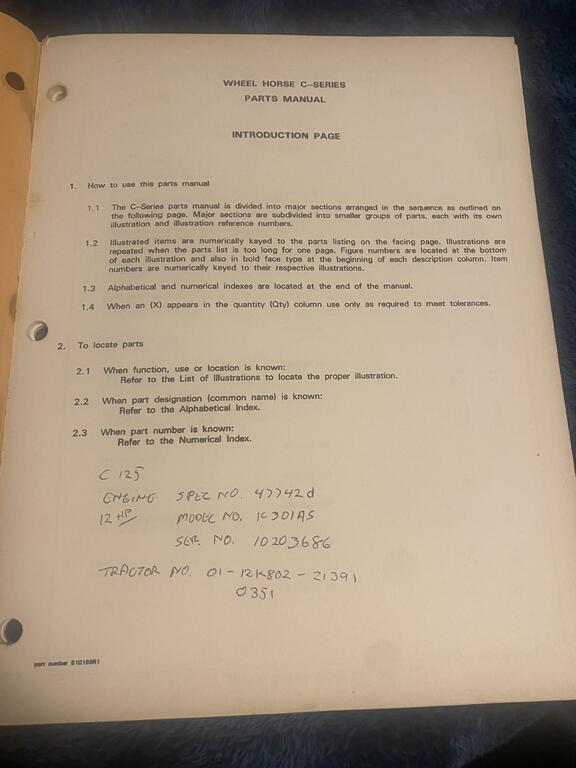 WHEEL HORSE C-SERIES
PARTS MANUAL
INTRODUCTION PAGE
1. How to use this parts manual
1.1 The C-Series parts manual is divided into major sections arranged in the sequence as outlined on
the following page. Major sections are subdivided into smaller groups of parts, each with its own
illustration and illustration reference numbers.
1.2 Illustrated items are numerically keyed to the parts listing on the facing page. Illustrations are
repeated when the parts list is too long for one page. Figure numbers are located at the bottom
of each illustration and also in bold face type at the beginning of each description column. Item
numbers are numerically keyed to their respective illustrations.
1.3 Alphabetical and numerical indexes are located at the end of the manual.
1.4 When an (X) appears in the quantity (Qty) column use only as required to meet tolerances.
2. To locate parts
2.1 When function, use or location is known:
Refer to the List of Illustrations to locate the proper illustration.
2.2 When part designation (common name) is known:
Refer to the Alphabetical Index.
2.3 When part number is known:
Refer to the Numerical Index.
C 125
ENGINE SPEC NO. 47742d
12 HP MODEL NO. K301AS
SER. NO. 10203686
TRACTOR NO. 01-12K802-21391
0351
part number 810169R1